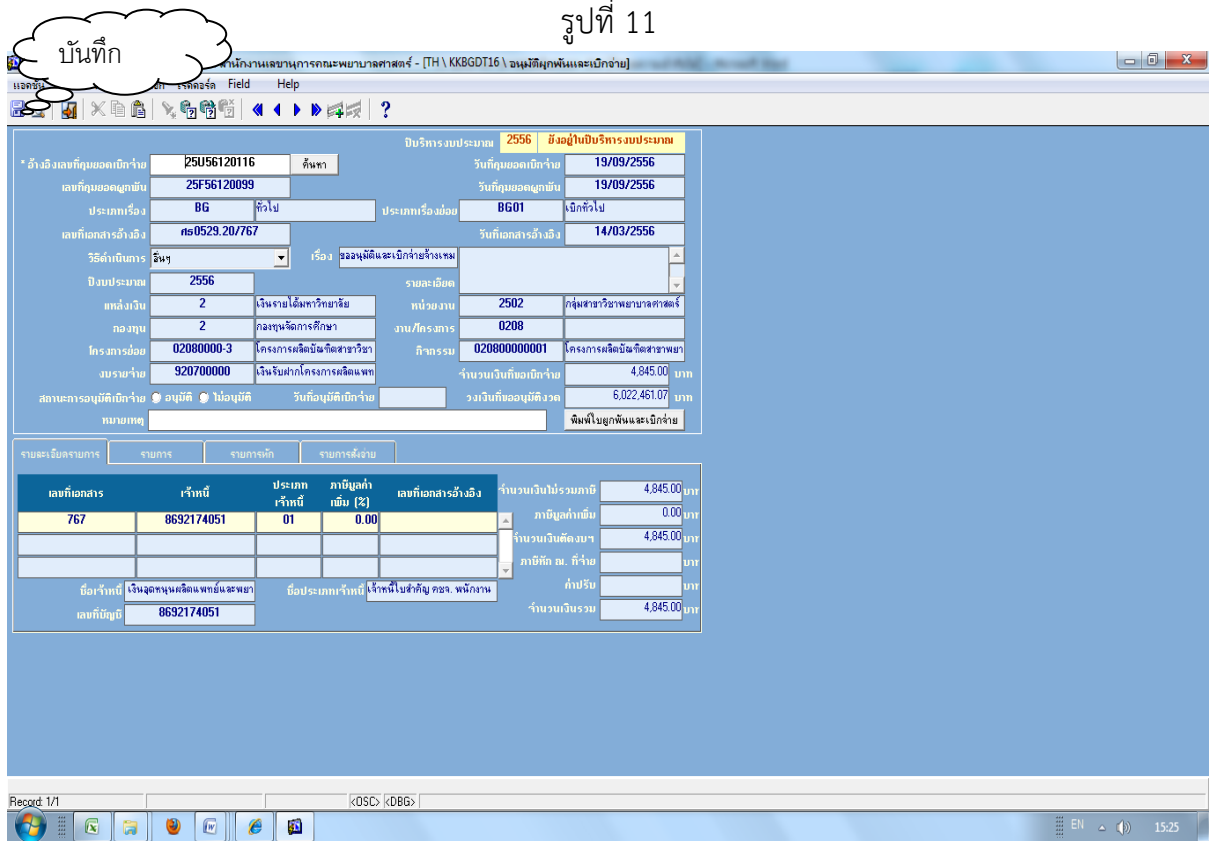 รูปที่ 11
บันทึก
สำนักงานเลขานุการคณะพยาบาลศาสตร์ - [TH \ KKBGDT16 \ อนุมัติผูกพันและเบิกจ่าย]
แอคชัน เรคคอร์ด Field Help
ปีบริหารงบประมาณ 2556 ยังอยู่ในปีบริหารงบประมาณ
* อ้างอิงเลขที่คุมยอดเบิกจ่าย 25U56120116 ค้นหา วันที่คุมยอดเบิกจ่าย 19/09/2556
เลขที่คุมยอดผูกพัน 25F56120099 วันที่คุมยอดผูกพัน 19/09/2556
ประเภทเรื่อง BG ทั่วไป ประเภทเรื่องย่อย BG01 เบิกทั่วไป
เลขที่เอกสารอ้างอิง ศธ0529.20/767 วันที่เอกสารอ้างอิง 14/03/2556
วิธีดำเนินการ อื่นๆ เรื่อง ขออนุมัติและเบิกจ่ายจ้างเหม
ปีงบประมาณ 2556 รายละเอียด
แหล่งเงิน 2 เงินรายได้มหาวิทยาลัย หน่วยงาน 2502 กลุ่มสาขาวิชาพยาบาลศาสตร์
กองทุน 2 กองทุนจัดการศึกษา งาน/โครงการ 0208
โครงการย่อย 02080000-3 โครงการผลิตบัณฑิตสาขาวิชา กิจกรรม 020800000001 โครงการผลิตบัณฑิตสาขาพยา
งบรายจ่าย 920700000 เงินรับฝากโครงการผลิตแพท จำนวนเงินที่ขอเบิกจ่าย 4,845.00 บาท
สถานะการอนุมัติเบิกจ่าย อนุมัติ ไม่อนุมัติ วันที่อนุมัติเบิกจ่าย วงเงินที่ขออนุมัติงวด 6,022,461.07 บาท
หมายเหตุ พิมพ์ใบผูกพันและเบิกจ่าย
รายละเอียดรายการ รายการ รายการหัก รายการสั่งจ่าย
เลขที่เอกสาร เจ้าหนี้ ประเภทเจ้าหนี้ ภาษีมูลค่าเพิ่ม (%) เลขที่เอกสารอ้างอิง จำนวนเงินไม่รวมภาษี 4,845.00 บาท
767 8692174051 01 0.00 ภาษีมูลค่าเพิ่ม 0.00 บาท
จำนวนเงินตัดงบฯ 4,845.00 บาท
ภาษีหัก ณ. ที่จ่าย บาท
ชื่อเจ้าหนี้ เงินอุดหนุนผลิตแพทย์และพยา ชื่อประเภทเจ้าหนี้ เจ้าหนี้ใบสำคัญ คชจ. พนักงาน ค่าปรับ บาท
เลขที่บัญชี 8692174051 จำนวนเงินรวม 4,845.00 บาท
Record: 1/1 <OSC> <DBG>
EN 15:25